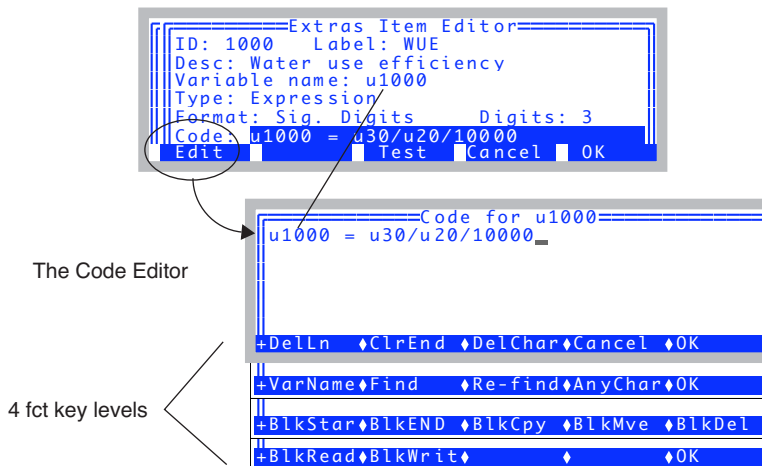 Extras Item Editor
ID: 1000 Label: WUE
Desc: Water use efficiency
Variable name: u1000
Type: Expression
Format: Sig. Digits Digits: 3
Code: u1000 = u30/u20/10000
Edit Test Cancel OK
Code for u1000
u1000 = u30/u20/10000
The Code Editor
+DelLn ♦ClrEnd ♦DelChar♦Cancel ♦OK
+VarName♦Find ♦Re-find♦AnyChar♦OK
4 fct key levels
+BlkStar♦BlkEND ♦BlkCpy ♦BlkMve ♦BlkDel
+BlkRead♦BlkWrit♦ ♦ ♦OK